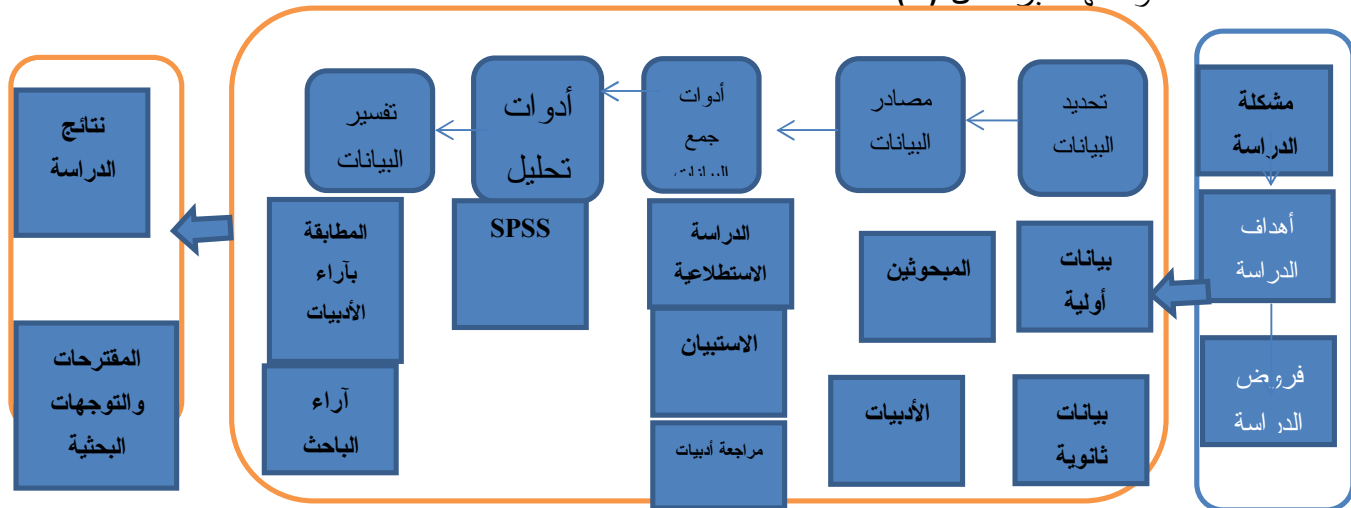 مشكلة
الدراسة
أهداف
الدراسة
فروض
الدراسة
تحديد
البيانات
بيانات
أولية
بيانات
ثانوية
مصادر
البيانات
المبحوثين
الأدبيات
أدوات
جمع
البيانات
الدراسة
الاستطلاعية
الاستبيان
مراجعة أدبيات
أدوات
تحليل
SPSS
تفسير
البيانات
المطابقة
بآراء
الأدبيات
آراء
الباحث
نتائج
الدراسة
المقترحات
والتوجهات
البحثية